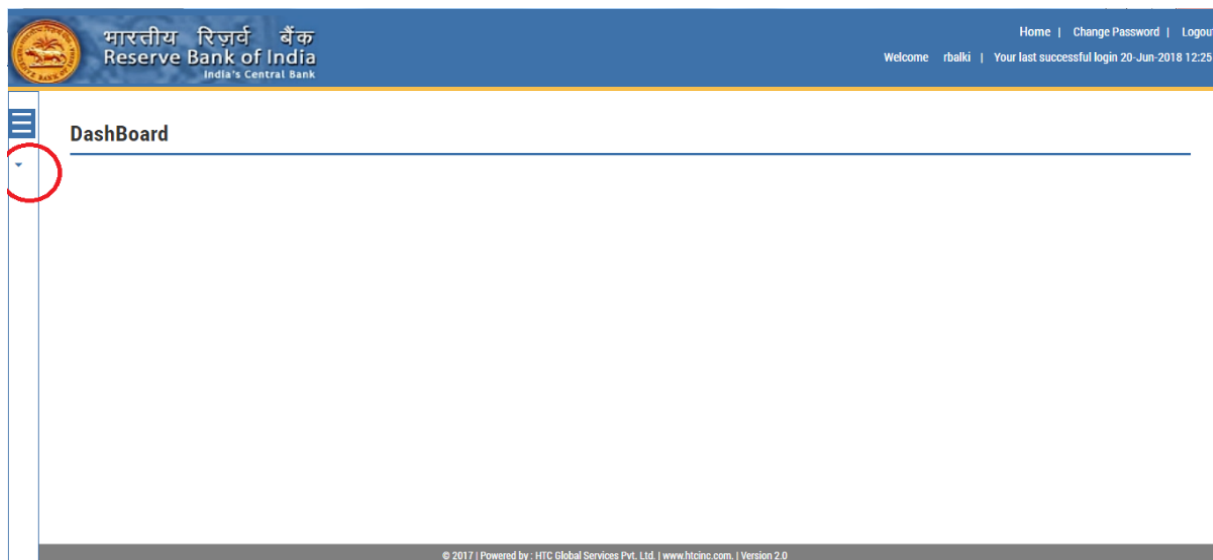 भारतीय रिज़र्व बैंक
Reserve Bank of India
India's Central Bank
Home | Change Password | Logout
Welcome rbalki | Your last successful login 20-Jun-2018 12:25
DashBoard
© 2017 | Powered by : HTC Global Services Pvt. Ltd. | www.htcinc.com. | Version 2.0